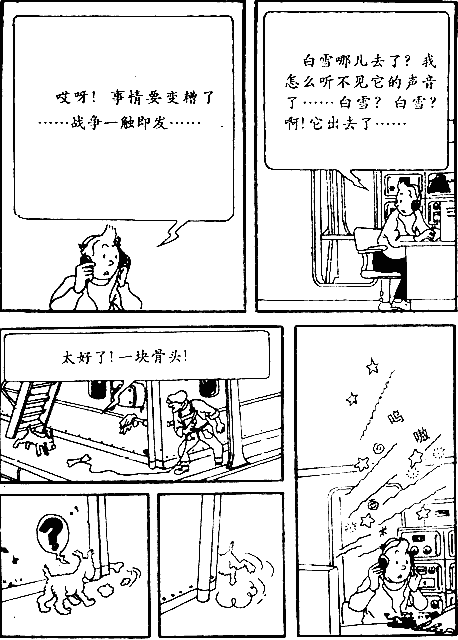 哎呀！事情要变糟了
……战争一触即发……
白雪哪儿去了？我
怎么听不见它的声音
了……白雪？白雪？
啊！它出去了……
太好了！一块骨头！
?
呜
嗷